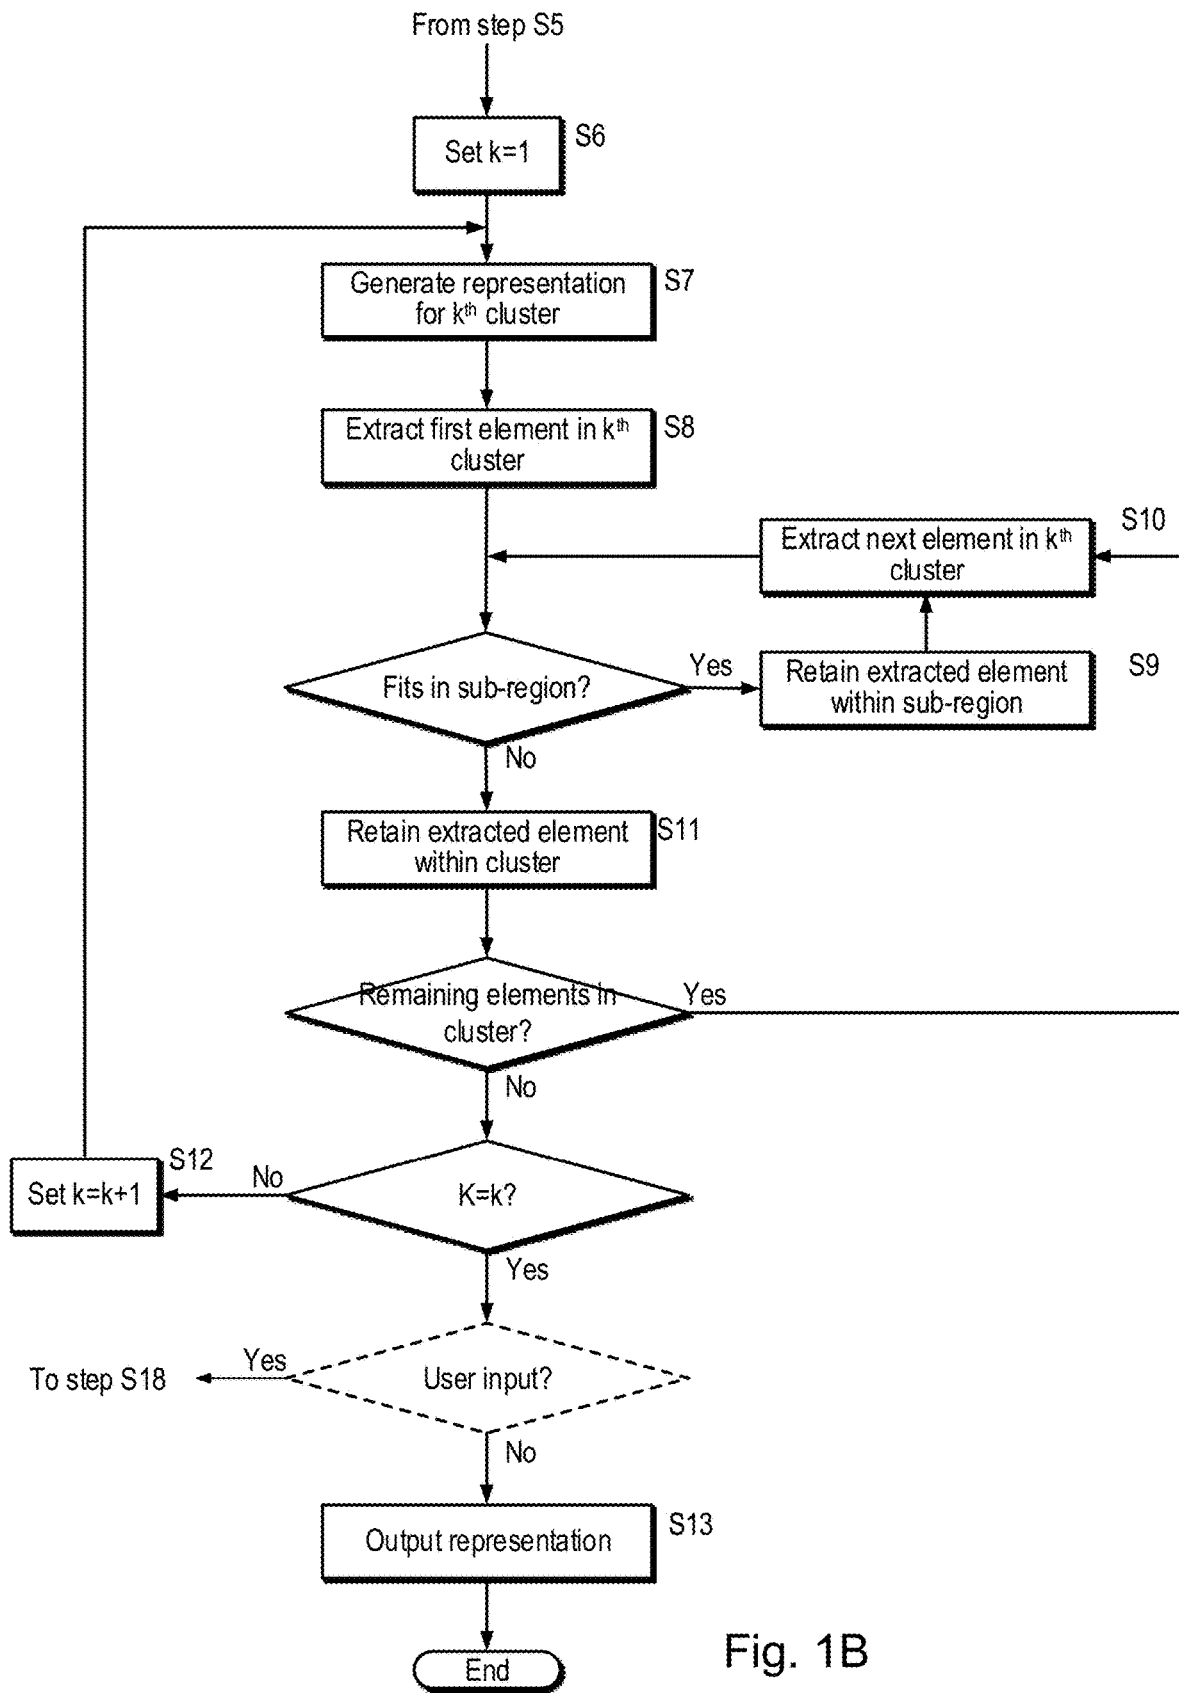 From step S5
Set k=1
S6
Generate representation
for kth cluster
S7
Extract first element in kth
cluster
S8
Extract next element in kth
cluster
S10
Fits in sub-region?
Yes
Retain extracted element
within sub-region
S9
No
Retain extracted element
within cluster
S11
Remaining elements in
cluster?
Yes
No
Set k=k+1
S12
No
K=k?
Yes
To step S18
Yes
User input?
No
Output representation
S13
End
Fig. 1B